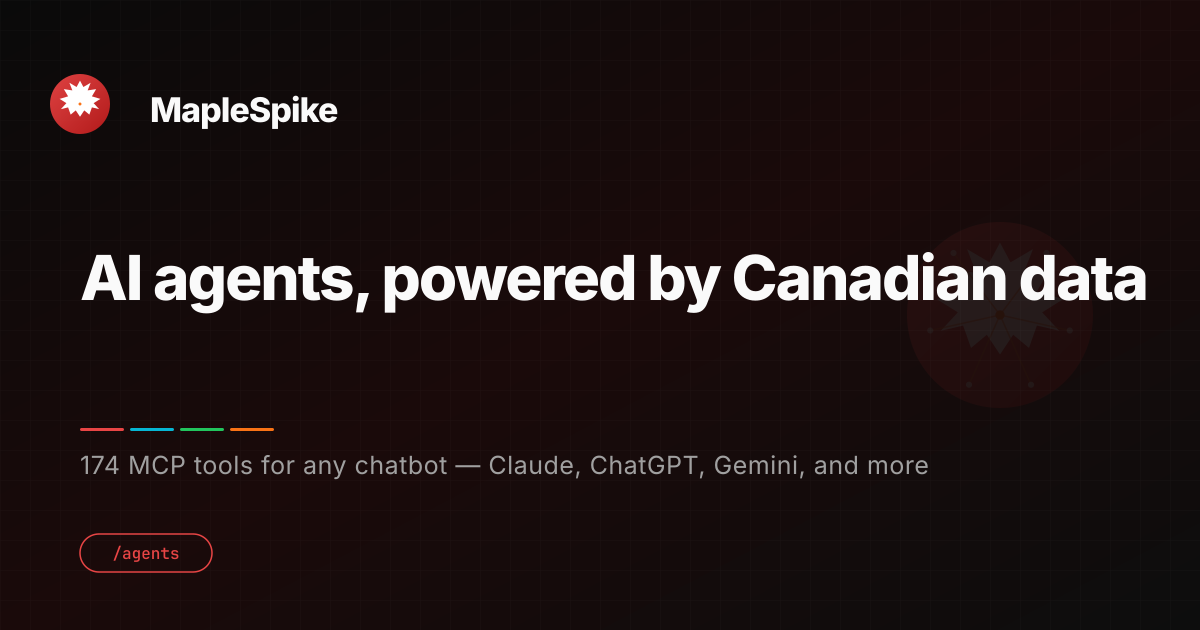 MapleSpike
AI agents, powered by Canadian data
174 MCP tools for any chatbot — Claude, ChatGPT, Gemini, and more
/agents